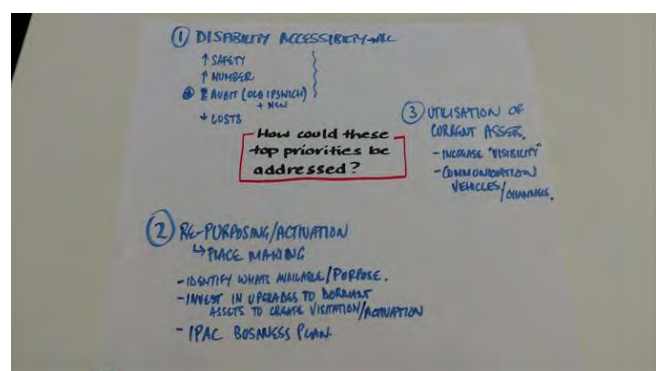 ① DISABILITY ACCESSIBILITY → ALL
↑ SAFETY
↑ NUMBER
AUDIT (OLD IPSWICH)
+ NEW
↓ COSTS
How could these
top priorities be
addressed?
③ UTILISATION OF
CURRENT ASSET.
- INCREASE "VISIBILITY"
- COMMUNICATION
VEHICLES/CHANNELS.
② RE-PURPOSING/ACTIVATION
↳ PLACE MAKING
- IDENTIFY WHATS AVAILABLE/PURPOSE.
- INVEST IN UPGRADES TO DORMANT
ASSETS TO CREATE VISITATION/ACTIVATION
- IPAC BUSINESS PLAN.